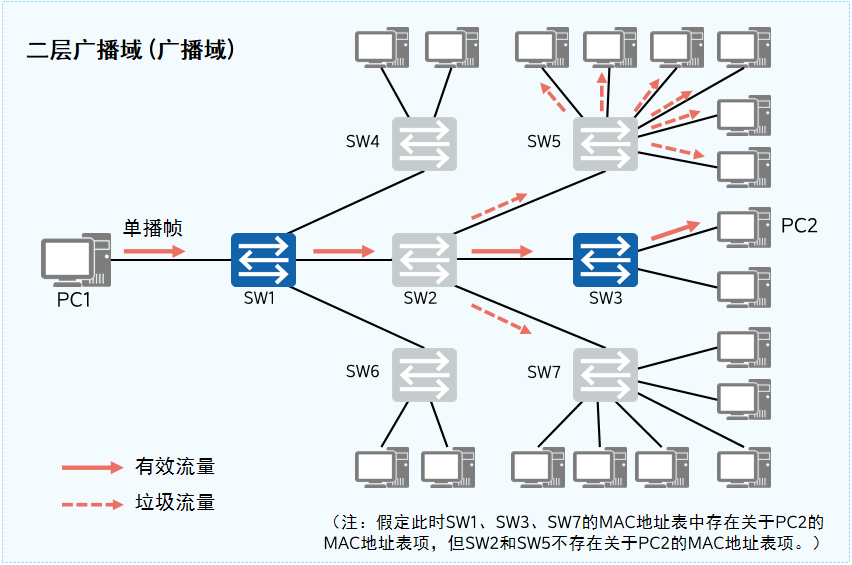 二层广播域 (广播域)
SW4
SW5
单播帧
PC2
PC1
SW1
SW2
SW3
SW6
SW7
有效流量
垃圾流量
(注：假定此时SW1、SW3、SW7的MAC地址表中存在关于PC2的
MAC地址表项，但SW2和SW5不存在关于PC2的MAC地址表项。)